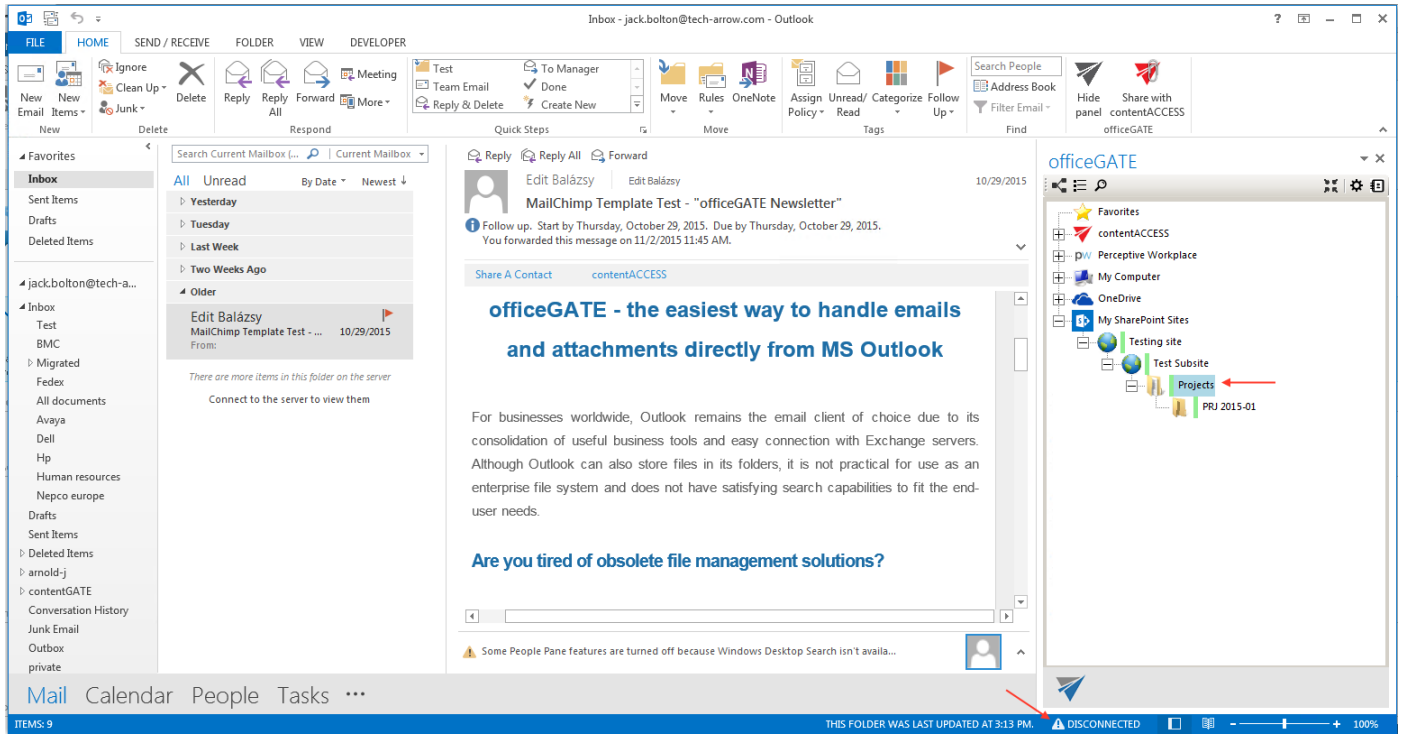 Inbox - jack.bolton@tech-arrow.com - Outlook
FILE HOME SEND / RECEIVE FOLDER VIEW DEVELOPER
New Email
New Items
Ignore
Clean Up
Junk
Delete
Reply
Reply All
Forward
Meeting
More
Test
Team Email
Reply & Delete
To Manager
Done
Create New
Move
Rules
OneNote
Assign Policy
Unread/ Read
Categorize
Follow Up
Search People
Address Book
Filter Email
Hide panel
Share with contentACCESS
New Delete Respond Quick Steps Move Tags Find officeGATE
Favorites
Inbox
Sent Items
Drafts
Deleted Items
jack.bolton@tech-a...
Inbox
Test
BMC
Migrated
Fedex
All documents
Avaya
Dell
Hp
Human resources
Nepco europe
Drafts
Sent Items
Deleted Items
arnold-j
contentGATE
Conversation History
Junk Email
Outbox
private
Search Current Mailbox (... Current Mailbox
All Unread By Date Newest
Yesterday
Tuesday
Last Week
Two Weeks Ago
Older
Edit Balázsy
MailChimp Template Test - ... 10/29/2015
From:
There are more items in this folder on the server
Connect to the server to view them
Reply Reply All Forward
Edit Balázsy Edit Balázsy 10/29/2015
MailChimp Template Test - "officeGATE Newsletter"
Follow up. Start by Thursday, October 29, 2015. Due by Thursday, October 29, 2015.
You forwarded this message on 11/2/2015 11:45 AM.
Share A Contact contentACCESS
officeGATE - the easiest way to handle emails
and attachments directly from MS Outlook
For businesses worldwide, Outlook remains the email client of choice due to its
consolidation of useful business tools and easy connection with Exchange servers.
Although Outlook can also store files in its folders, it is not practical for use as an
enterprise file system and does not have satisfying search capabilities to fit the end-
user needs.
Are you tired of obsolete file management solutions?
Some People Pane features are turned off because Windows Desktop Search isn't availa...
officeGATE
Favorites
contentACCESS
pw Perceptive Workplace
My Computer
OneDrive
My SharePoint Sites
Testing site
Test Subsite
Projects
PRJ 2015-01
Mail Calendar People Tasks
ITEMS: 9 THIS FOLDER WAS LAST UPDATED AT 3:13 PM. DISCONNECTED 100%